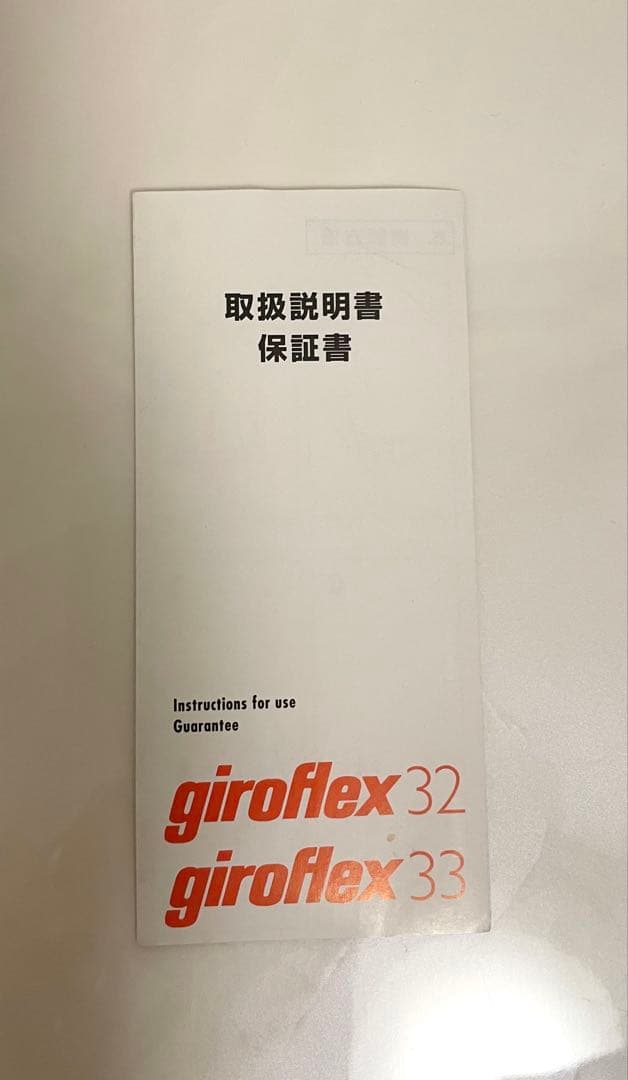 取扱説明書
保証書
Instructions for use
Guarantee
giroflex 32
giroflex 33